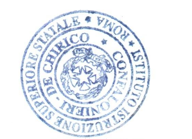 ISTITUTO ISTRUZIONE SUPERIORE STATALE * ROMA *
CONFALONIERI - DE CHIRICO *